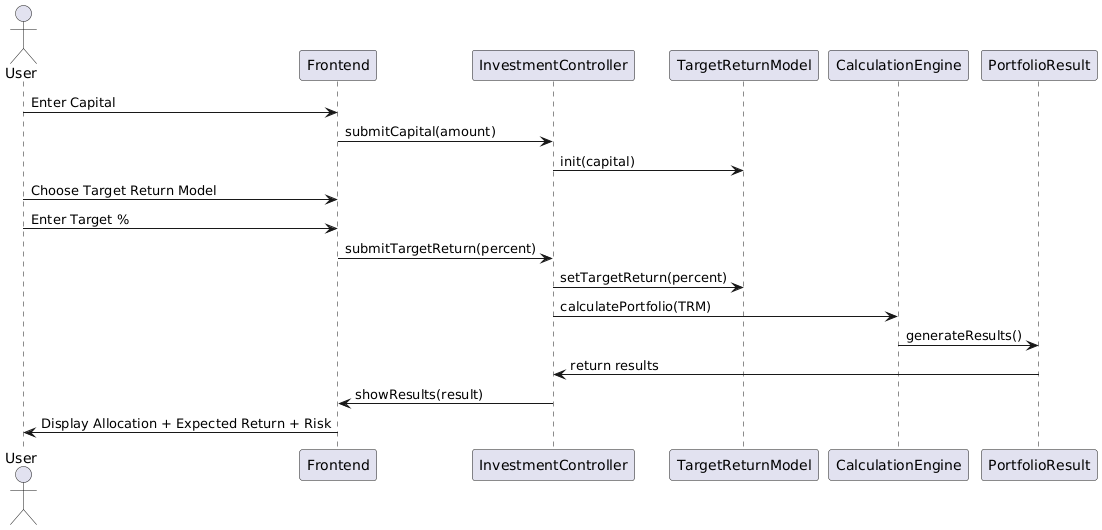 User
Frontend
InvestmentController
TargetReturnModel
CalculationEngine
PortfolioResult
Enter Capital
submitCapital(amount)
init(capital)
Choose Target Return Model
Enter Target %
submitTargetReturn(percent)
setTargetReturn(percent)
calculatePortfolio(TRM)
generateResults()
return results
showResults(result)
Display Allocation + Expected Return + Risk
User
Frontend
InvestmentController
TargetReturnModel
CalculationEngine
PortfolioResult